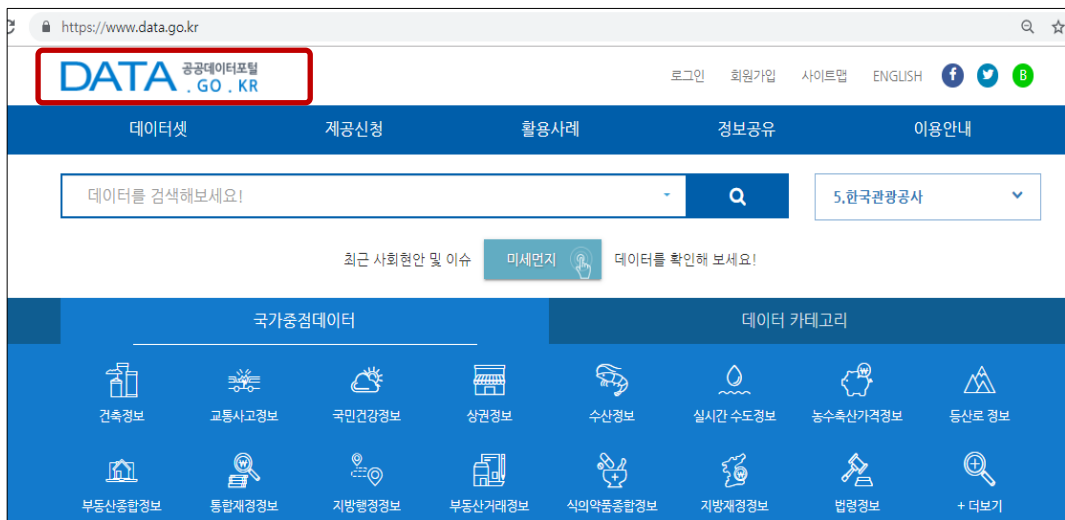 https://www.data.go.kr
DATA 공공데이터포털
. GO . KR
로그인 회원가입 사이트맵 ENGLISH f B
데이터셋 제공신청 활용사례 정보공유 이용안내
데이터를 검색해보세요!
5.한국관광공사
최근 사회현안 및 이슈 미세먼지 데이터를 확인해 보세요!
국가중점데이터 데이터 카테고리
건축정보 교통사고정보 국민건강정보 상권정보 수산정보 실시간 수도정보 농수축산가격정보 등산로 정보
부동산종합정보 통합재정정보 지방행정정보 부동산거래정보 식의약품종합정보 지방재정정보 법령정보 + 더보기